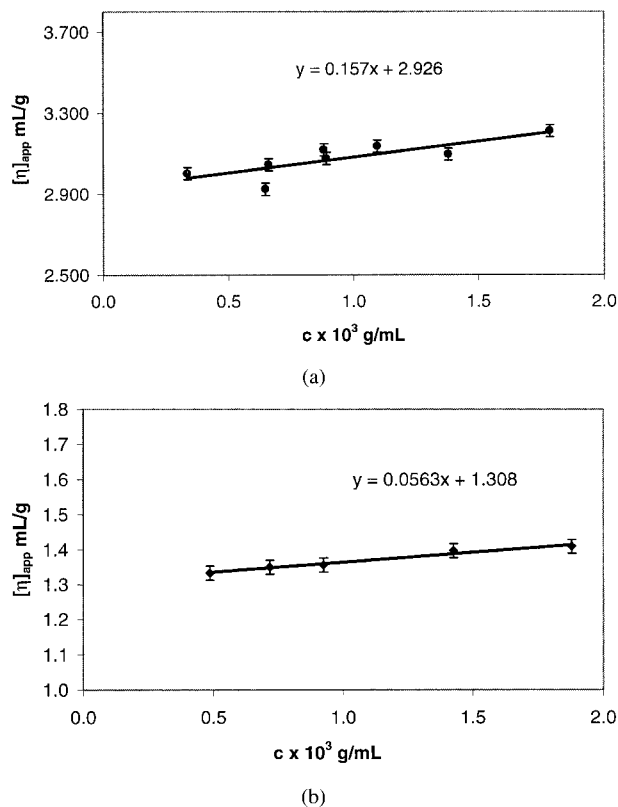 3.700
y = 0.157x + 2.926
3.300
2.900
2.500
[η]app mL/g
0.0 0.5 1.0 1.5 2.0
c x 10³ g/mL
(a)
1.8
1.7
1.6
y = 0.0563x + 1.308
1.5
1.4
1.3
1.2
1.1
1.0
[η]app mL/g
0.0 0.5 1.0 1.5 2.0
c x 10³ g/mL
(b)